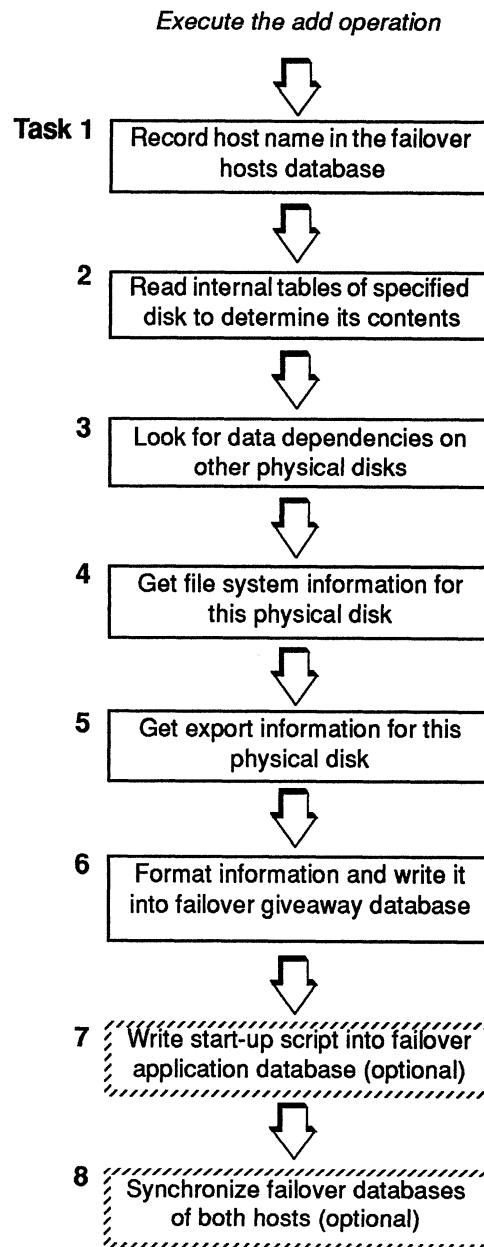 Execute the add operation
Task 1
Record host name in the failover
hosts database
2
Read internal tables of specified
disk to determine its contents
3
Look for data dependencies on
other physical disks
4
Get file system information for
this physical disk
5
Get export information for this
physical disk
6
Format information and write it
into failover giveaway database
7
Write start-up script into failover
application database (optional)
8
Synchronize failover databases
of both hosts (optional)